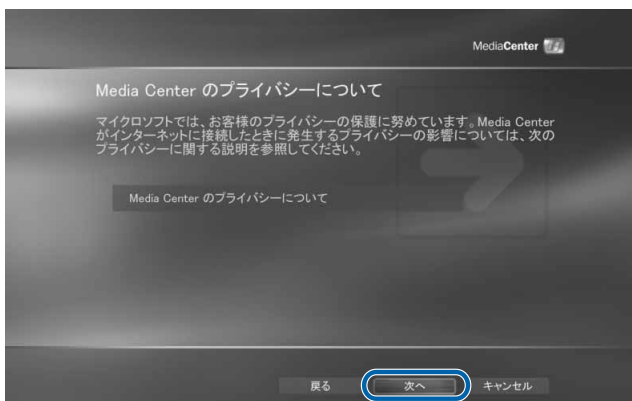 MediaCenter
Media Center のプライバシーについて
マイクロソフトでは、お客様のプライバシーの保護に努めています。Media Center
がインターネットに接続したときに発生するプライバシーの影響については、次の
プライバシーに関する説明を参照してください。
Media Center のプライバシーについて
戻る 次へ キャンセル